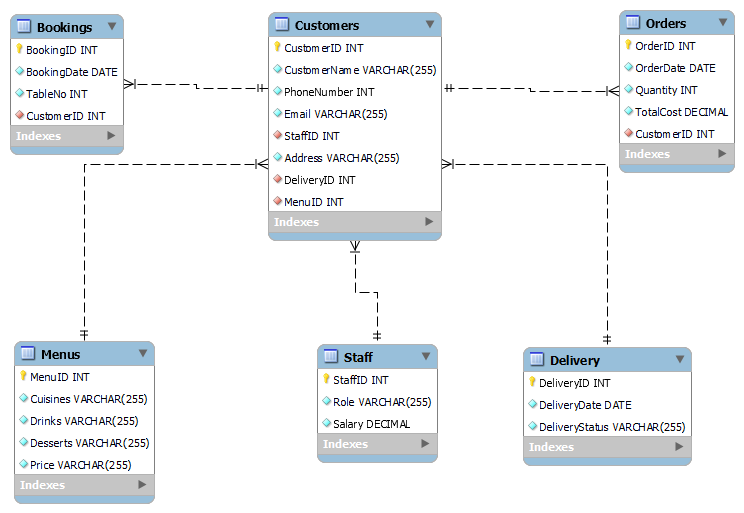 Bookings
BookingID INT
BookingDate DATE
TableNo INT
CustomerID INT
Indexes
Customers
CustomerID INT
CustomerName VARCHAR(255)
PhoneNumber INT
Email VARCHAR(255)
StaffID INT
Address VARCHAR(255)
DeliveryID INT
MenuID INT
Indexes
Orders
OrderID INT
OrderDate DATE
Quantity INT
TotalCost DECIMAL
CustomerID INT
Indexes
Menus
MenuID INT
Cuisines VARCHAR(255)
Drinks VARCHAR(255)
Desserts VARCHAR(255)
Price VARCHAR(255)
Indexes
Staff
StaffID INT
Role VARCHAR(255)
Salary DECIMAL
Indexes
Delivery
DeliveryID INT
DeliveryDate DATE
DeliveryStatus VARCHAR(255)
Indexes